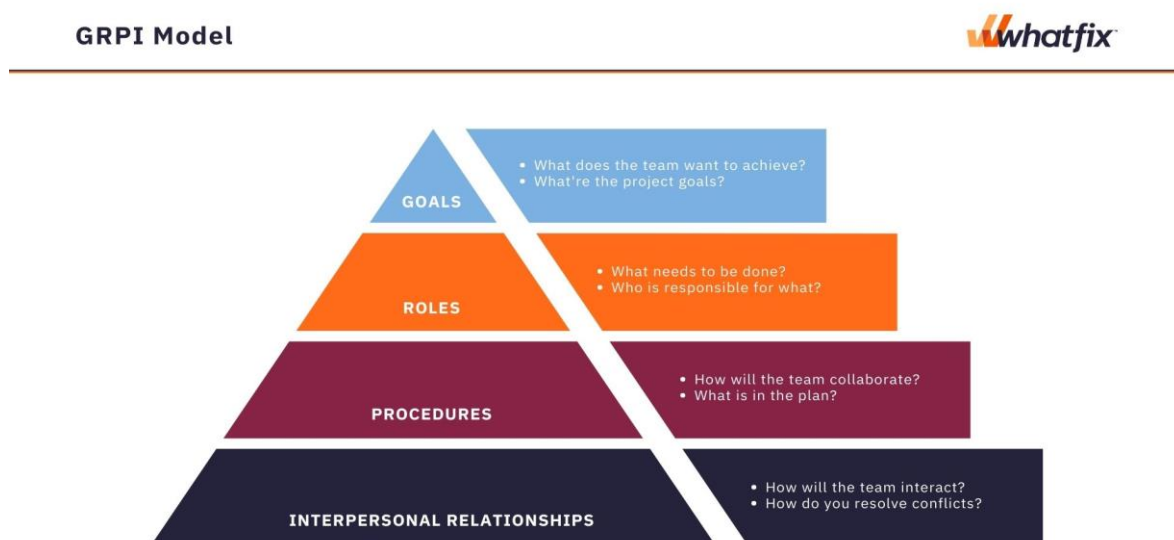 GRPI Model
whatfix
GOALS
• What does the team want to achieve?
• What're the project goals?
ROLES
• What needs to be done?
• Who is responsible for what?
PROCEDURES
• How will the team collaborate?
• What is in the plan?
INTERPERSONAL RELATIONSHIPS
• How will the team interact?
• How do you resolve conflicts?